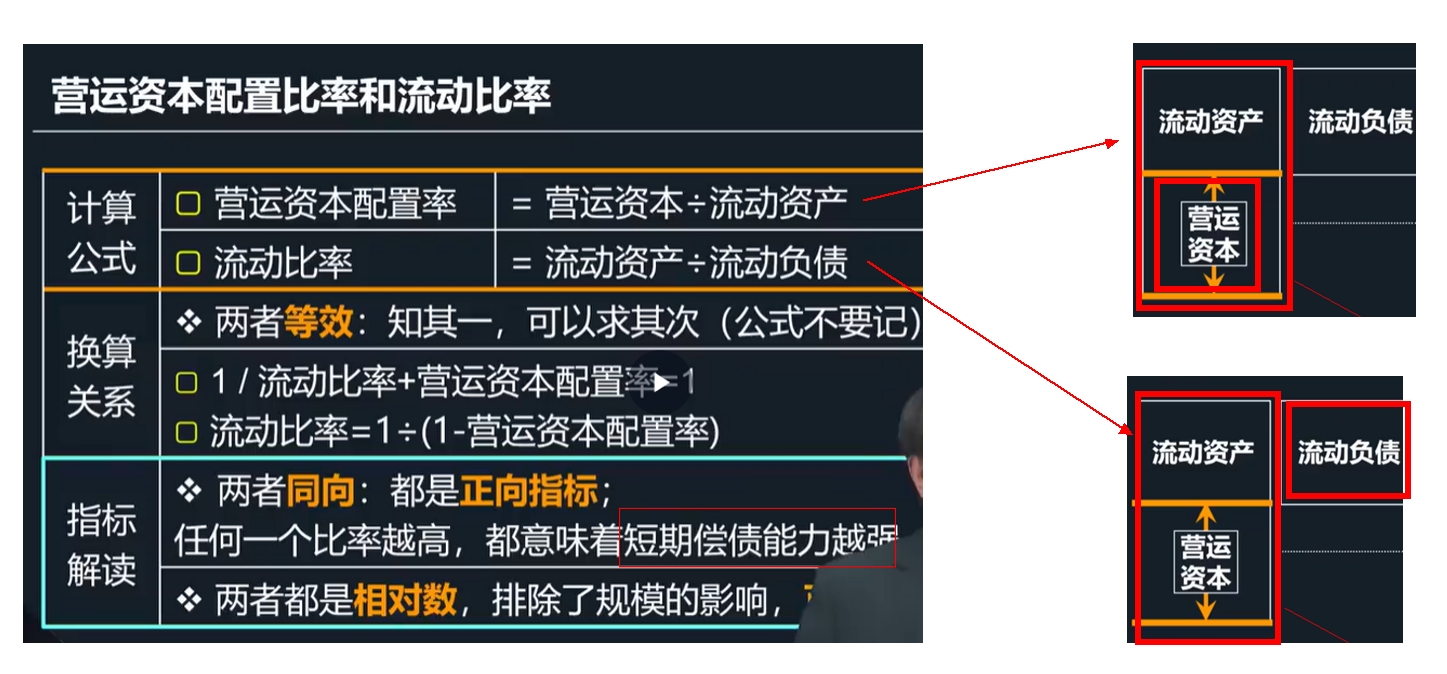 营运资本配置比率和流动比率
计算
公式
营运资本配置率
= 营运资本÷流动资产
流动比率
= 流动资产÷流动负债
换算
关系
两者等效：知其一，可以求其次（公式不要记）
1 / 流动比率+营运资本配置率=1
流动比率=1÷(1-营运资本配置率)
指标
解读
两者同向：都是正向指标；
任何一个比率越高，都意味着短期偿债能力越强
两者都是相对数，排除了规模的影响，
流动资产
流动负债
营运
资本
流动资产
流动负债
营运
资本